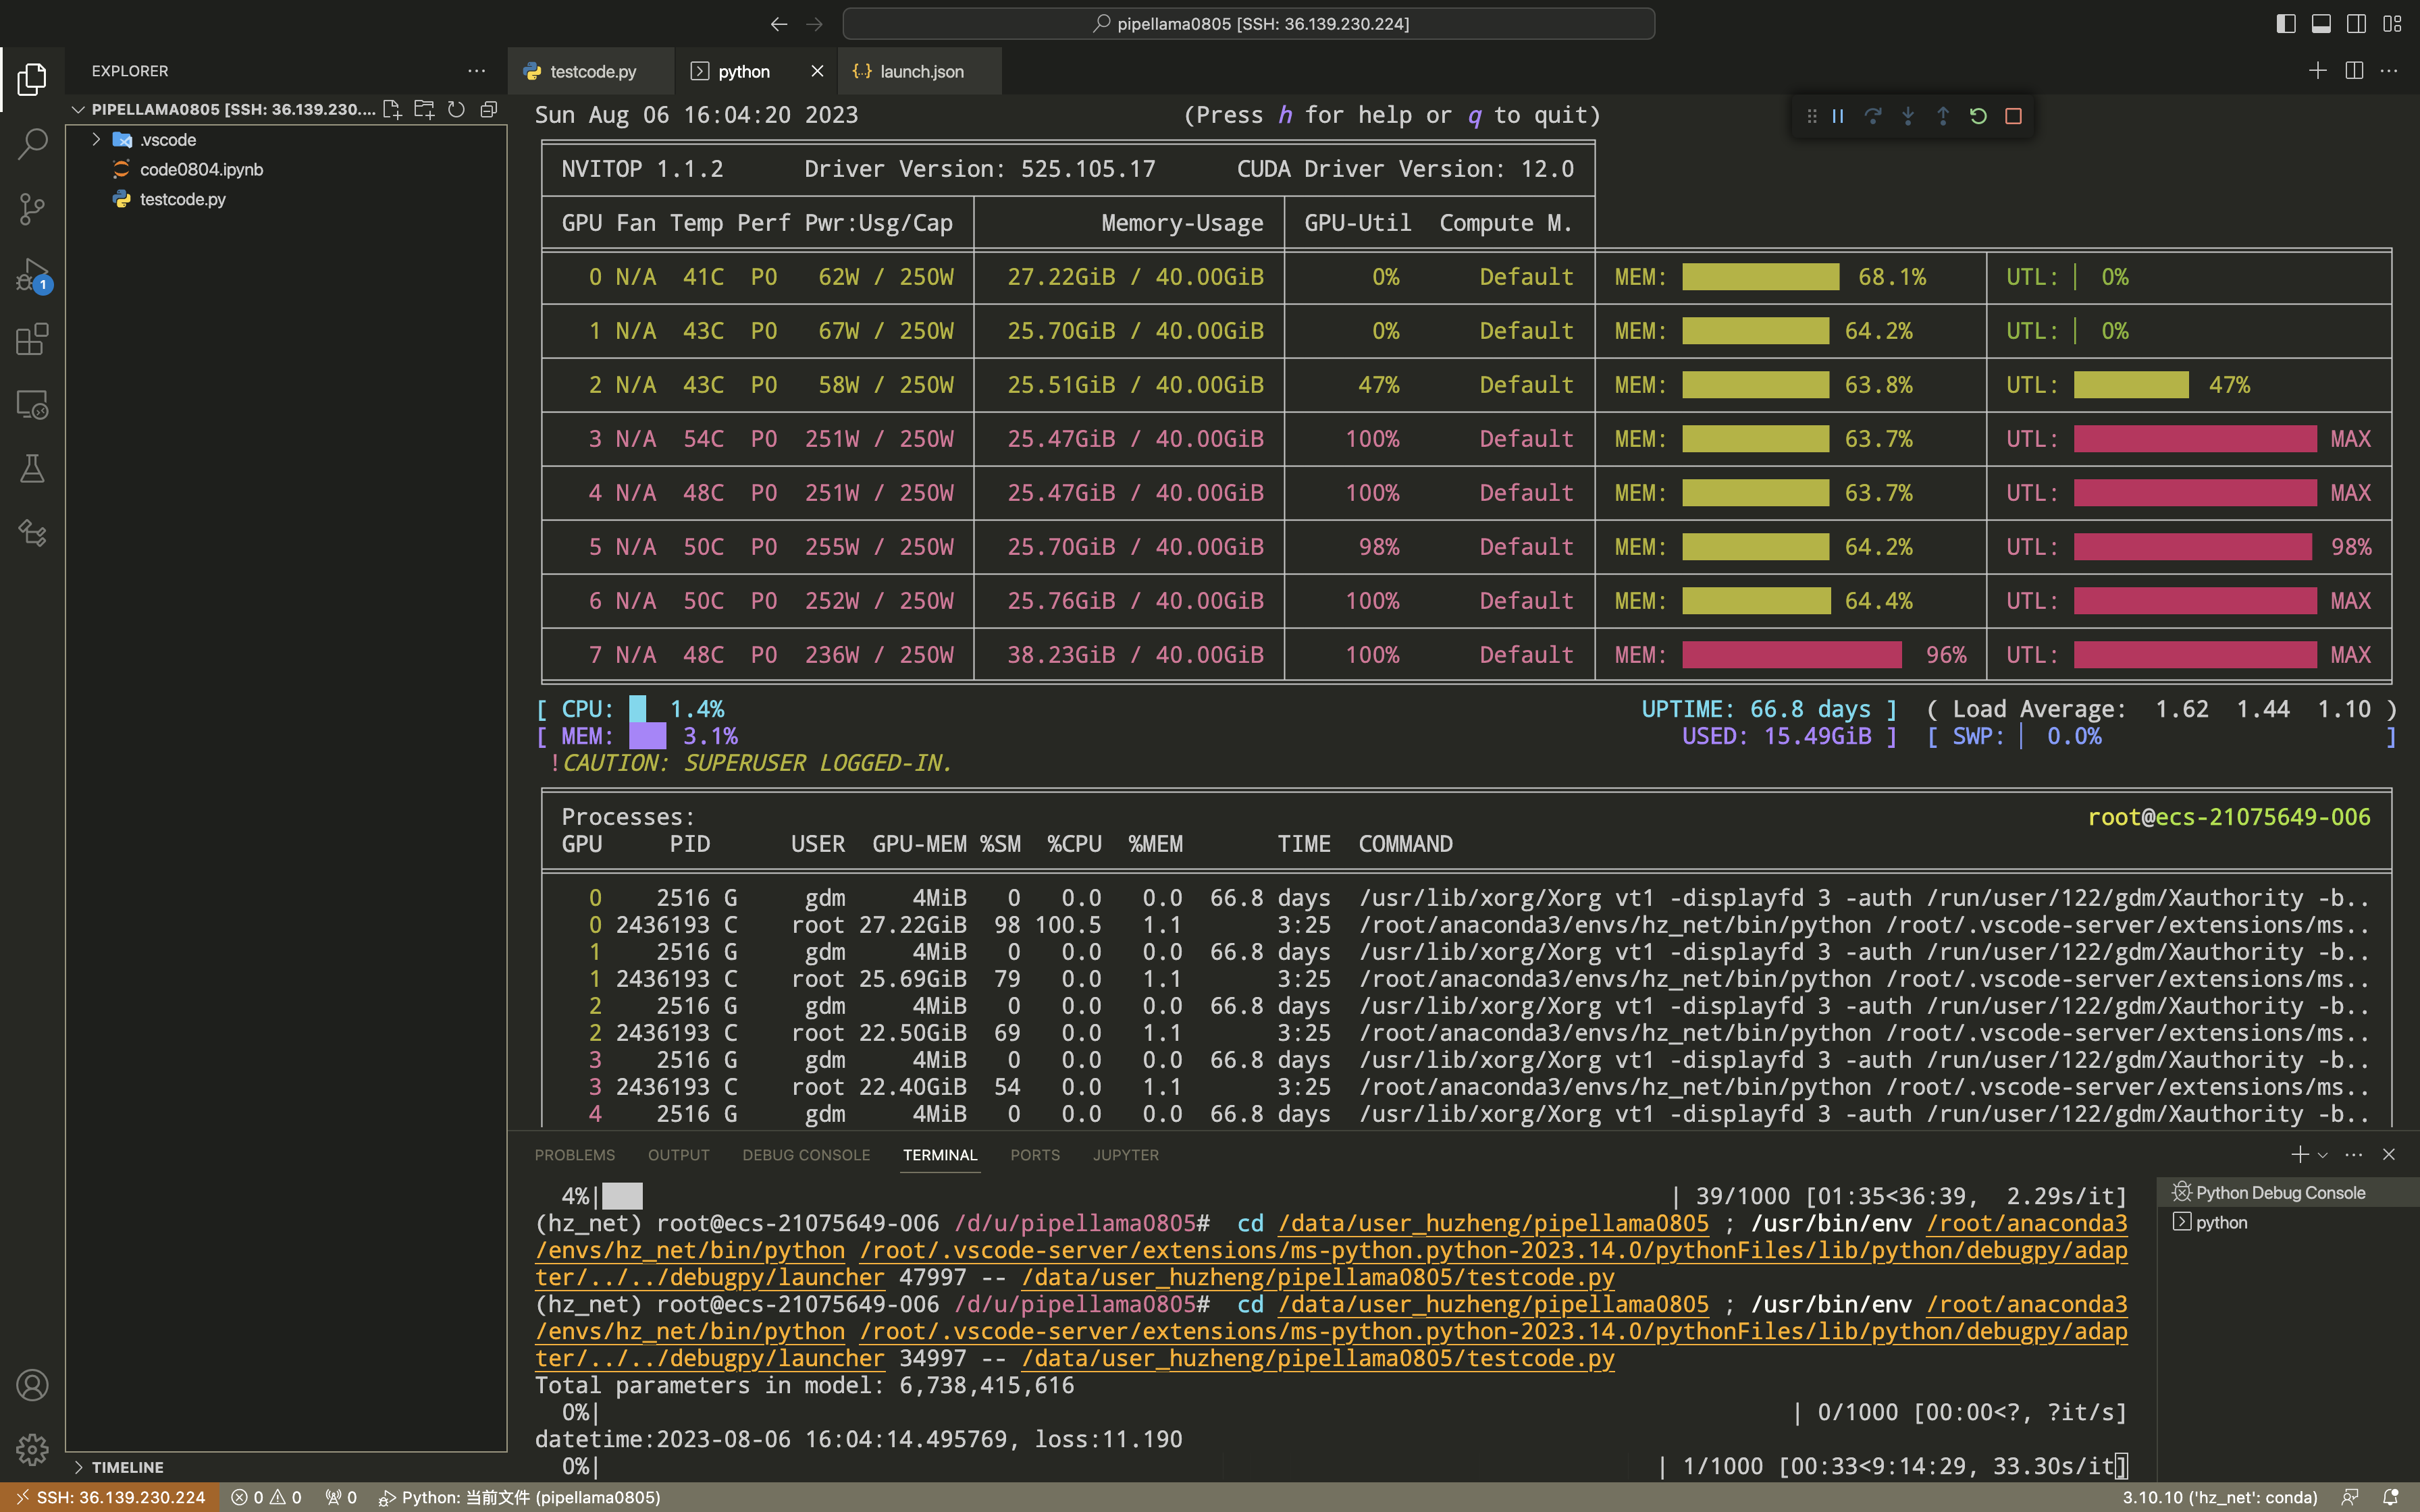 pipellama0805 [SSH: 36.139.230.224]
EXPLORER
testcode.py
python
launch.json
PIPELLAMA0805 [SSH: 36.139.230....
.vscode
code0804.ipynb
testcode.py
1
Sun Aug 06 16:04:20 2023 (Press h for help or q to quit)
NVITOP 1.1.2 Driver Version: 525.105.17 CUDA Driver Version: 12.0
GPU Fan Temp Perf Pwr:Usg/Cap Memory-Usage GPU-Util Compute M.
0 N/A 41C P0 62W / 250W 27.22GiB / 40.00GiB 0% Default MEM: 68.1% UTL: 0%
1 N/A 43C P0 67W / 250W 25.70GiB / 40.00GiB 0% Default MEM: 64.2% UTL: 0%
2 N/A 43C P0 58W / 250W 25.51GiB / 40.00GiB 47% Default MEM: 63.8% UTL: 47%
3 N/A 54C P0 251W / 250W 25.47GiB / 40.00GiB 100% Default MEM: 63.7% UTL: MAX
4 N/A 48C P0 251W / 250W 25.47GiB / 40.00GiB 100% Default MEM: 63.7% UTL: MAX
5 N/A 50C P0 255W / 250W 25.70GiB / 40.00GiB 98% Default MEM: 64.2% UTL: 98%
6 N/A 50C P0 252W / 250W 25.76GiB / 40.00GiB 100% Default MEM: 64.4% UTL: MAX
7 N/A 48C P0 236W / 250W 38.23GiB / 40.00GiB 100% Default MEM: 96% UTL: MAX
[ CPU: 1.4% UPTIME: 66.8 days ] ( Load Average: 1.62 1.44 1.10 )
[ MEM: 3.1% USED: 15.49GiB ] [ SWP: 0.0% ]
!CAUTION: SUPERUSER LOGGED-IN.
Processes: root@ecs-21075649-006
GPU PID USER GPU-MEM %SM %CPU %MEM TIME COMMAND
0 2516 G gdm 4MiB 0 0.0 0.0 66.8 days /usr/lib/xorg/Xorg vt1 -displayfd 3 -auth /run/user/122/gdm/Xauthority -b..
0 2436193 C root 27.22GiB 98 100.5 1.1 3:25 /root/anaconda3/envs/hz_net/bin/python /root/.vscode-server/extensions/ms..
1 2516 G gdm 4MiB 0 0.0 0.0 66.8 days /usr/lib/xorg/Xorg vt1 -displayfd 3 -auth /run/user/122/gdm/Xauthority -b..
1 2436193 C root 25.69GiB 79 0.0 1.1 3:25 /root/anaconda3/envs/hz_net/bin/python /root/.vscode-server/extensions/ms..
2 2516 G gdm 4MiB 0 0.0 0.0 66.8 days /usr/lib/xorg/Xorg vt1 -displayfd 3 -auth /run/user/122/gdm/Xauthority -b..
2 2436193 C root 22.50GiB 69 0.0 1.1 3:25 /root/anaconda3/envs/hz_net/bin/python /root/.vscode-server/extensions/ms..
3 2516 G gdm 4MiB 0 0.0 0.0 66.8 days /usr/lib/xorg/Xorg vt1 -displayfd 3 -auth /run/user/122/gdm/Xauthority -b..
3 2436193 C root 22.40GiB 54 0.0 1.1 3:25 /root/anaconda3/envs/hz_net/bin/python /root/.vscode-server/extensions/ms..
4 2516 G gdm 4MiB 0 0.0 0.0 66.8 days /usr/lib/xorg/Xorg vt1 -displayfd 3 -auth /run/user/122/gdm/Xauthority -b..
PROBLEMS OUTPUT DEBUG CONSOLE TERMINAL PORTS JUPYTER
4%| | 39/1000 [01:35<36:39, 2.29s/it]
(hz_net) root@ecs-21075649-006 /d/u/pipellama0805# cd /data/user_huzheng/pipellama0805 ; /usr/bin/env /root/anaconda3
/envs/hz_net/bin/python /root/.vscode-server/extensions/ms-python.python-2023.14.0/pythonFiles/lib/python/debugpy/adap
ter/../../debugpy/launcher 47997 -- /data/user_huzheng/pipellama0805/testcode.py
(hz_net) root@ecs-21075649-006 /d/u/pipellama0805# cd /data/user_huzheng/pipellama0805 ; /usr/bin/env /root/anaconda3
/envs/hz_net/bin/python /root/.vscode-server/extensions/ms-python.python-2023.14.0/pythonFiles/lib/python/debugpy/adap
ter/../../debugpy/launcher 34997 -- /data/user_huzheng/pipellama0805/testcode.py
Total parameters in model: 6,738,415,616
0%| | 0/1000 [00:00<?, ?it/s]
datetime:2023-08-06 16:04:14.495769, loss:11.190
0%| | 1/1000 [00:33<9:14:29, 33.30s/it]
Python Debug Console
python
TIMELINE
SSH: 36.139.230.224 0 0 0 Python: 当前文件 (pipellama0805) 3.10.10 ('hz_net': conda)